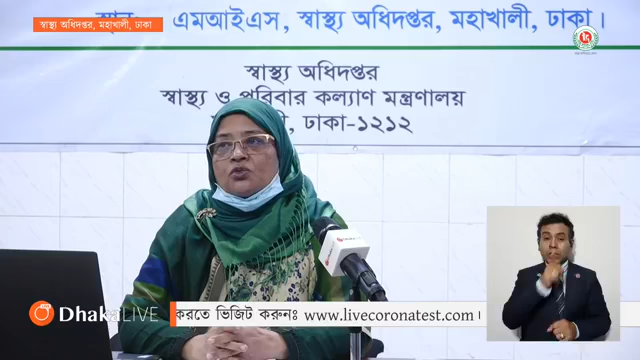 স্বাস্থ্য অধিদপ্তর, মহাখালী, ঢাকা
এমআইএস, স্বাস্থ্য অধিদপ্তর, মহাখালী, ঢাকা।
স্বাস্থ্য অধিদপ্তর
স্বাস্থ্য ও পরিবার কল্যাণ মন্ত্রণালয়
ঢাকা-১২১২
DhakaLIVE
করতে ভিজিট করুনঃ www.livecoronatest.com।